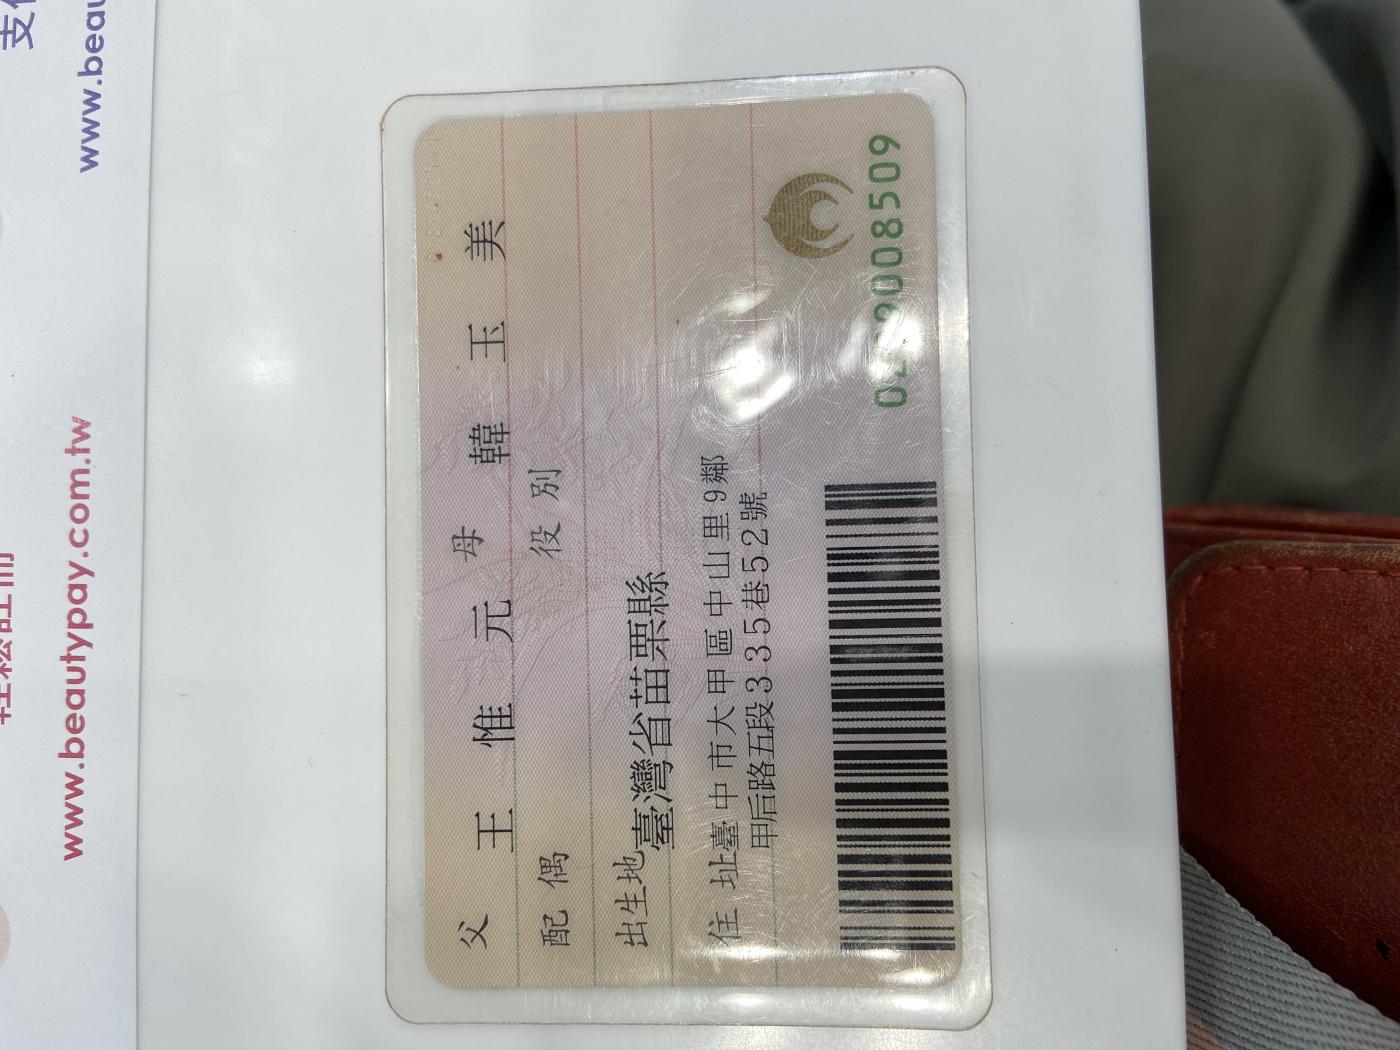 父 王 惟 元 母 韓 玉 美
配 偶 役 別
出生地 臺灣省苗栗縣
住 址 臺中市大甲區中山里9鄰
甲后路五段335巷52號
www.beautypay.com.tw
www.beau